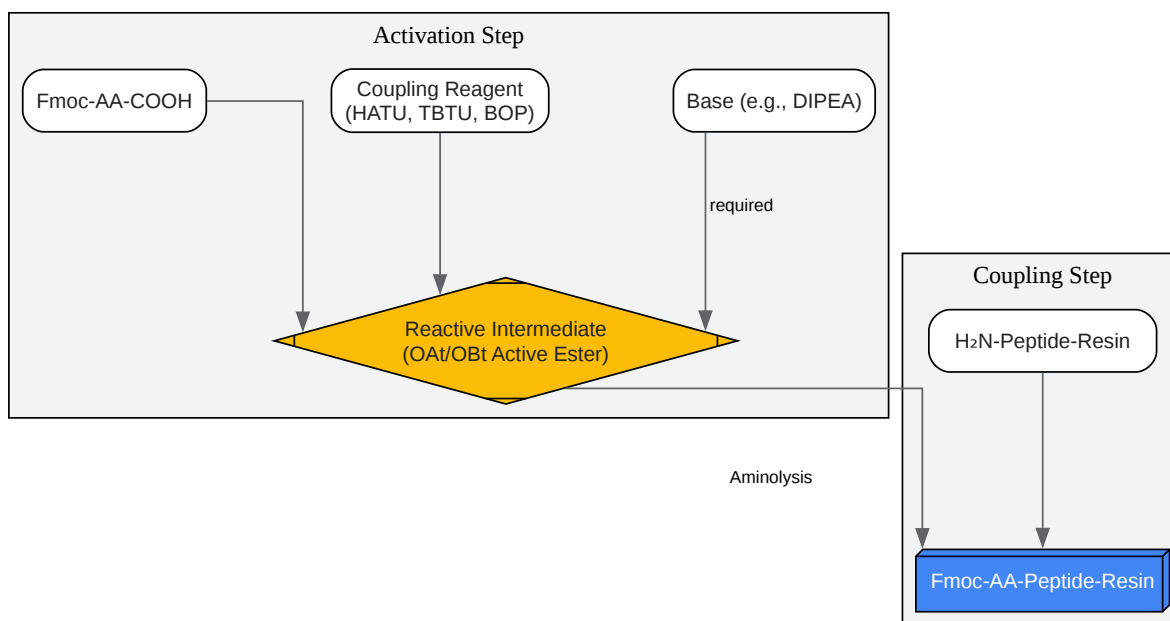 Activation Step
Fmoc-AA-COOH
Coupling Reagent
(HATU, TBTU, BOP)
Base (e.g., DIPEA)
required
Reactive Intermediate
(OAt/OBt Active Ester)
Coupling Step
H₂N-Peptide-Resin
Aminolysis
Fmoc-AA-Peptide-Resin